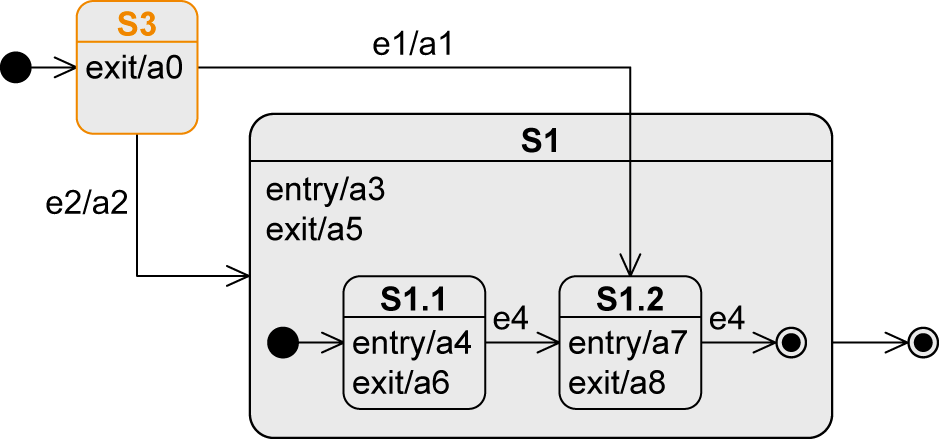 S3
exit/a0
e1/a1
e2/a2
S1
entry/a3
exit/a5
S1.1
entry/a4
exit/a6
e4
S1.2
entry/a7
exit/a8
e4